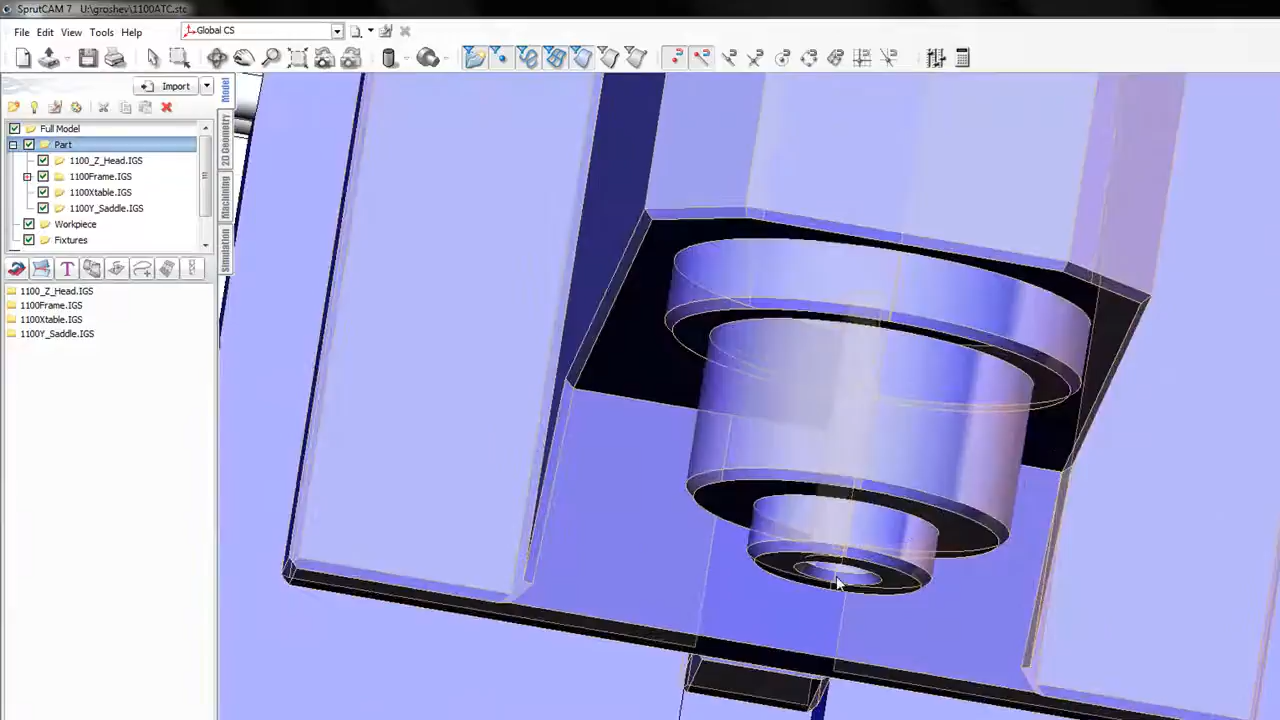 SprutCAM 7 U:\groshev\1100ATC.stc
File Edit View Tools Help
Global CS
Import
Full Model
Part
1100_Z_Head.IGS
1100Frame.IGS
1100Xtable.IGS
1100Y_Saddle.IGS
Workpiece
Fixtures
Model
2D Geometry
Machining
Simulation
1100_Z_Head.IGS
1100Frame.IGS
1100Xtable.IGS
1100Y_Saddle.IGS